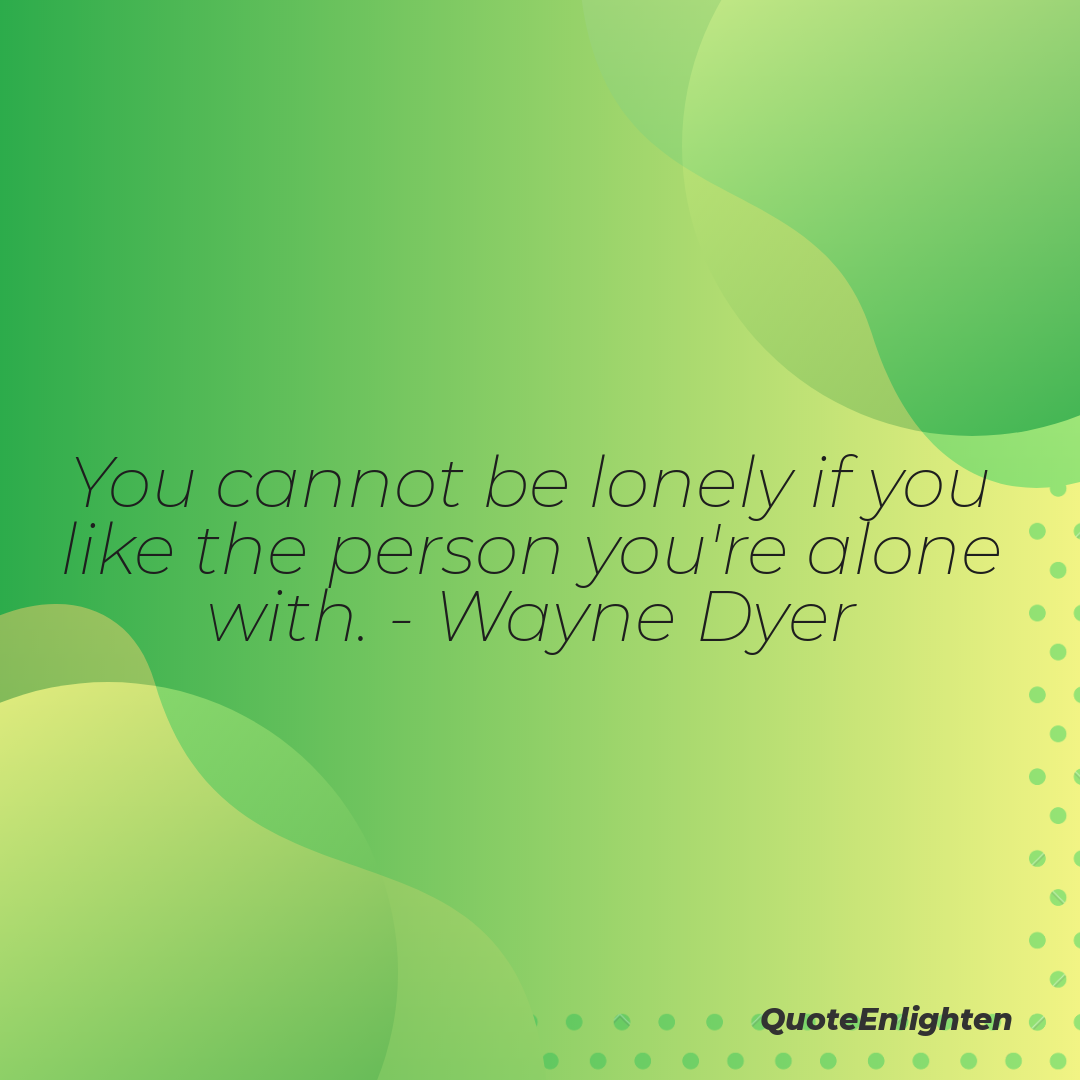 You cannot be lonely if you
like the person you're alone
with. - Wayne Dyer
QuoteEnlighten